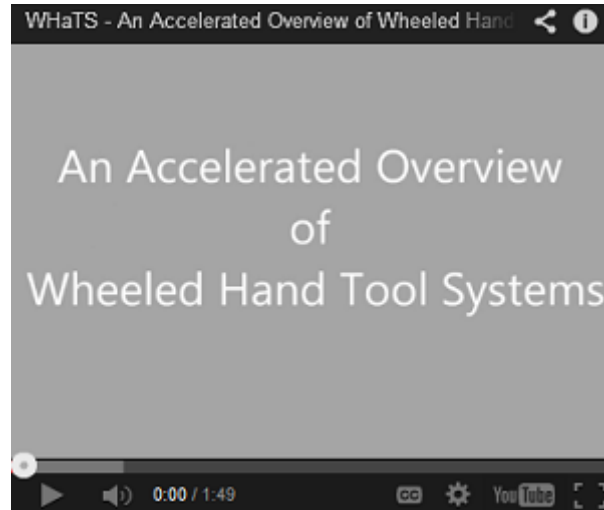 WHaTS - An Accelerated Overview of Wheeled Hand
An Accelerated Overview
of
Wheeled Hand Tool Systems
0:00 / 1:49 CC YouTube